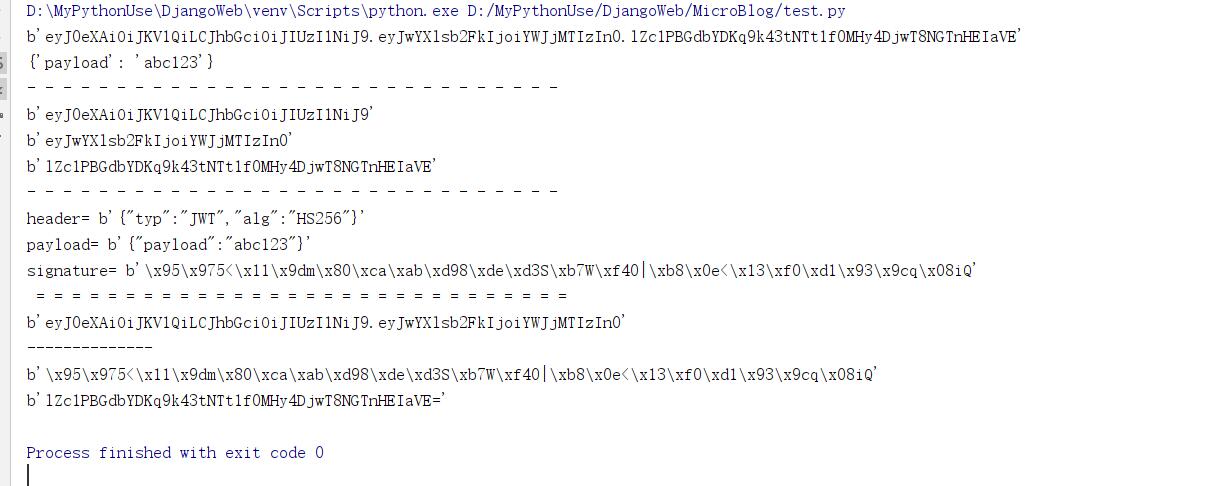 D:\MyPythonUse\DjangoWeb\venv\Scripts\python.exe D:/MyPythonUse/DjangoWeb/MicroBlog/test.py
b'eyJ0eXAiOiJKV1QiLCJhbGciOiJIUzI1NiJ9.eyJwYXlsb2FkIjoiYWJjMTIzIn0.lZc1PBGdbYDKq9k43tNTt1f0MHy4DjwT8NGTnHEIaVE'
{'payload': 'abc123'}
- - - - - - - - - - - - - - - - - - - - - - - - - - - - - -
b'eyJ0eXAiOiJKV1QiLCJhbGciOiJIUzI1NiJ9'
b'eyJwYXlsb2FkIjoiYWJjMTIzIn0'
b'lZc1PBGdbYDKq9k43tNTt1f0MHy4DjwT8NGTnHEIaVE'
- - - - - - - - - - - - - - - - - - - - - - - - - - - - - -
header= b'{"typ":"JWT","alg":"HS256"}'
payload= b'{"payload":"abc123"}'
signature= b'\x95\x975<\x11\x9dm\x80\xca\xab\xd98\xde\xd3S\xb7W\xf40|\xb8\x0e<\x13\xf0\xd1\x93\x9cq\x08iQ'
= = = = = = = = = = = = = = = = = = = = = = = = = = = = = =
b'eyJ0eXAiOiJKV1QiLCJhbGciOiJIUzI1NiJ9.eyJwYXlsb2FkIjoiYWJjMTIzIn0'
--------------
b'\x95\x975<\x11\x9dm\x80\xca\xab\xd98\xde\xd3S\xb7W\xf40|\xb8\x0e<\x13\xf0\xd1\x93\x9cq\x08iQ'
b'lZc1PBGdbYDKq9k43tNTt1f0MHy4DjwT8NGTnHEIaVE='
Process finished with exit code 0